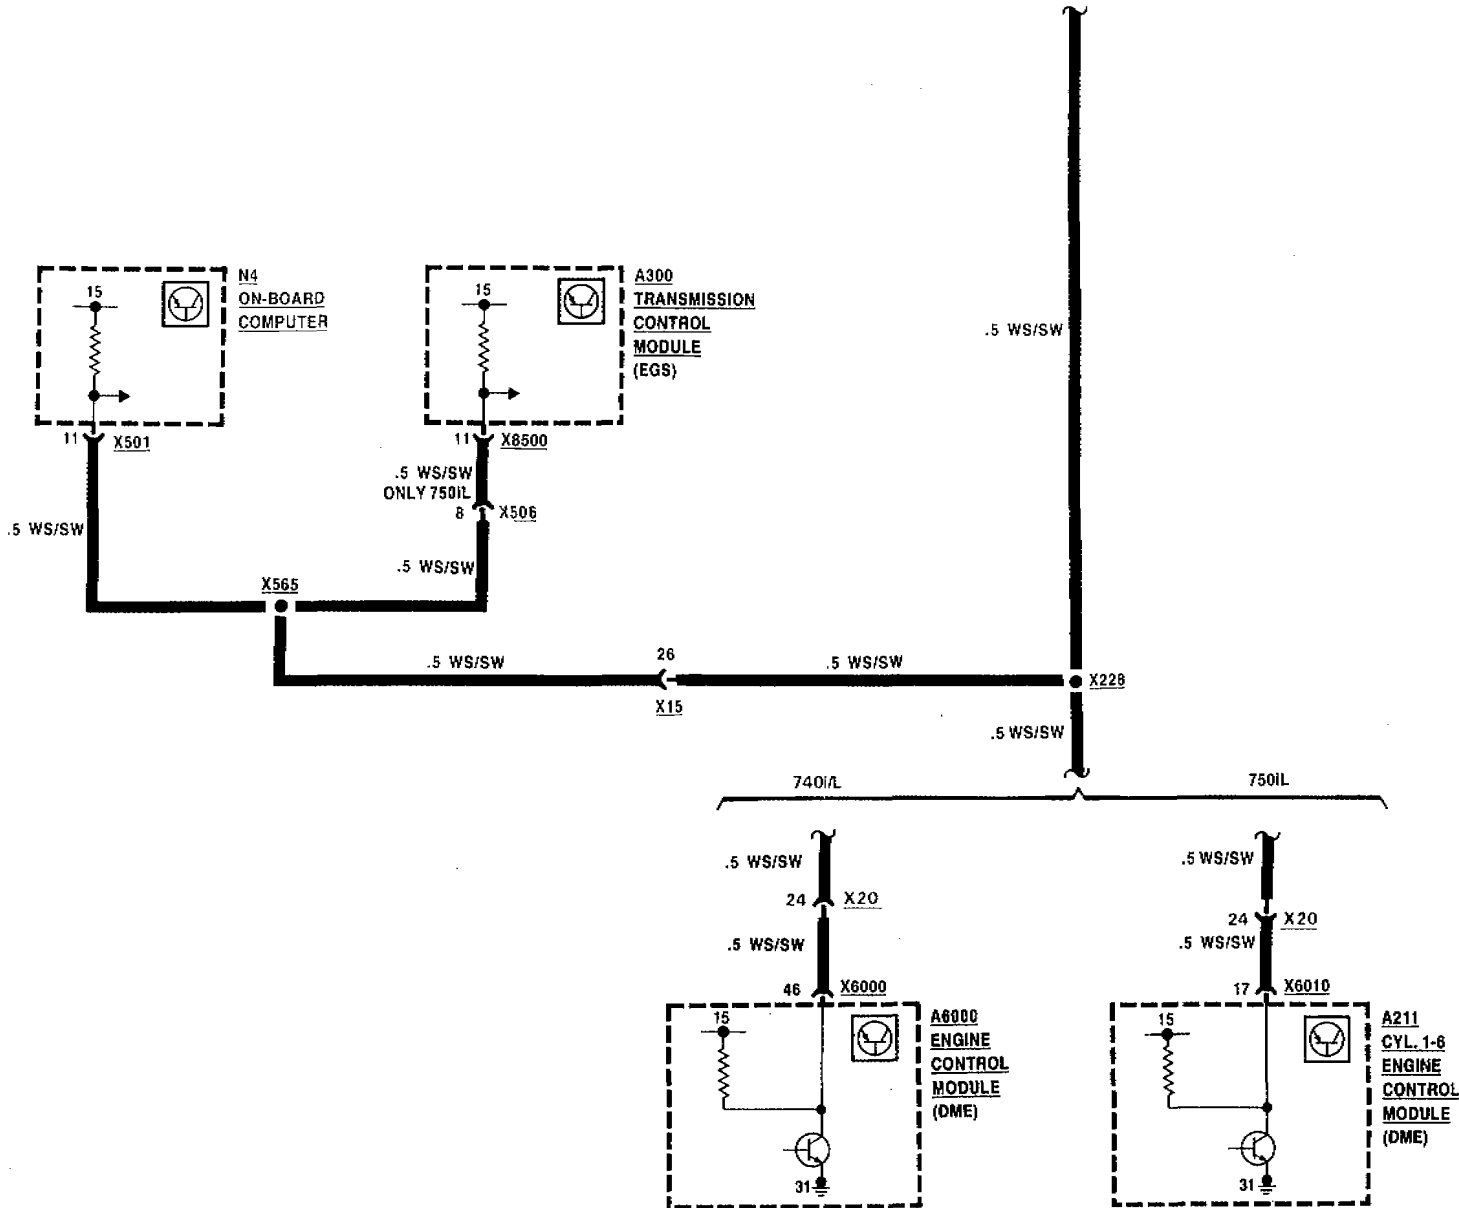 .5 WS/SW
N4
ON-BOARD
COMPUTER
15
A300
TRANSMISSION
CONTROL
MODULE
(EGS)
15
11 X501
11 X8500
.5 WS/SW
ONLY 750iL
8 X506
.5 WS/SW
.5 WS/SW
X565
.5 WS/SW
26
X15
.5 WS/SW
X228
.5 WS/SW
740i/L
750iL
.5 WS/SW
24 X20
.5 WS/SW
46 X6000
.5 WS/SW
24 X20
.5 WS/SW
17 X6010
15
31
A6000
ENGINE
CONTROL
MODULE
(DME)
15
31
A211
CYL. 1-6
ENGINE
CONTROL
MODULE
(DME)